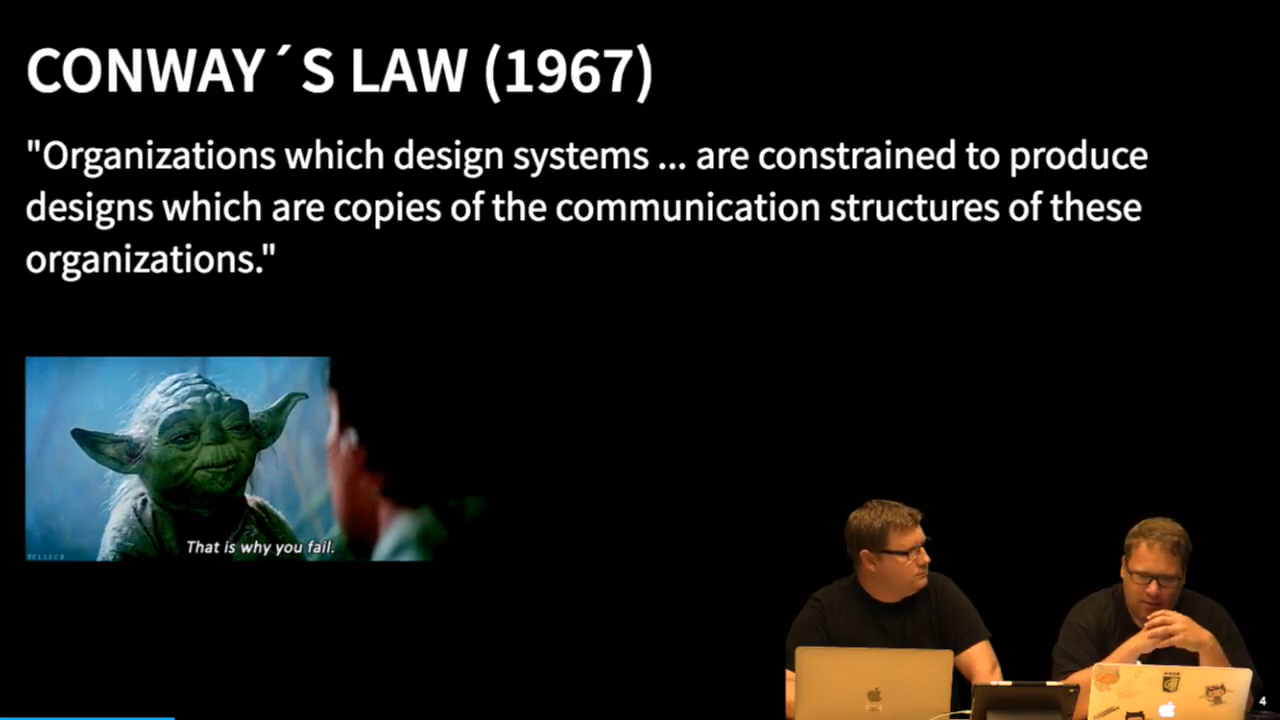 CONWAY´S LAW (1967)
"Organizations which design systems ... are constrained to produce
designs which are copies of the communication structures of these
organizations."
That is why you fail.
4